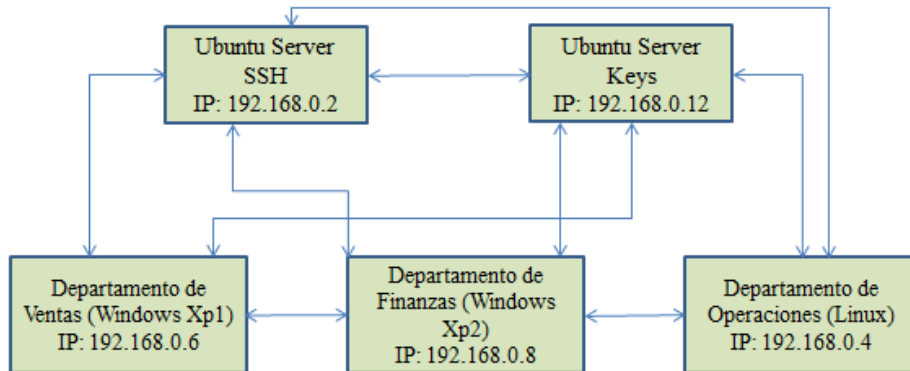 Ubuntu Server
SSH
IP: 192.168.0.2
Ubuntu Server
Keys
IP: 192.168.0.12
Departamento de
Ventas (Windows Xp1)
IP: 192.168.0.6
Departamento de
Finanzas (Windows
Xp2)
IP: 192.168.0.8
Departamento de
Operaciones (Linux)
IP: 192.168.0.4